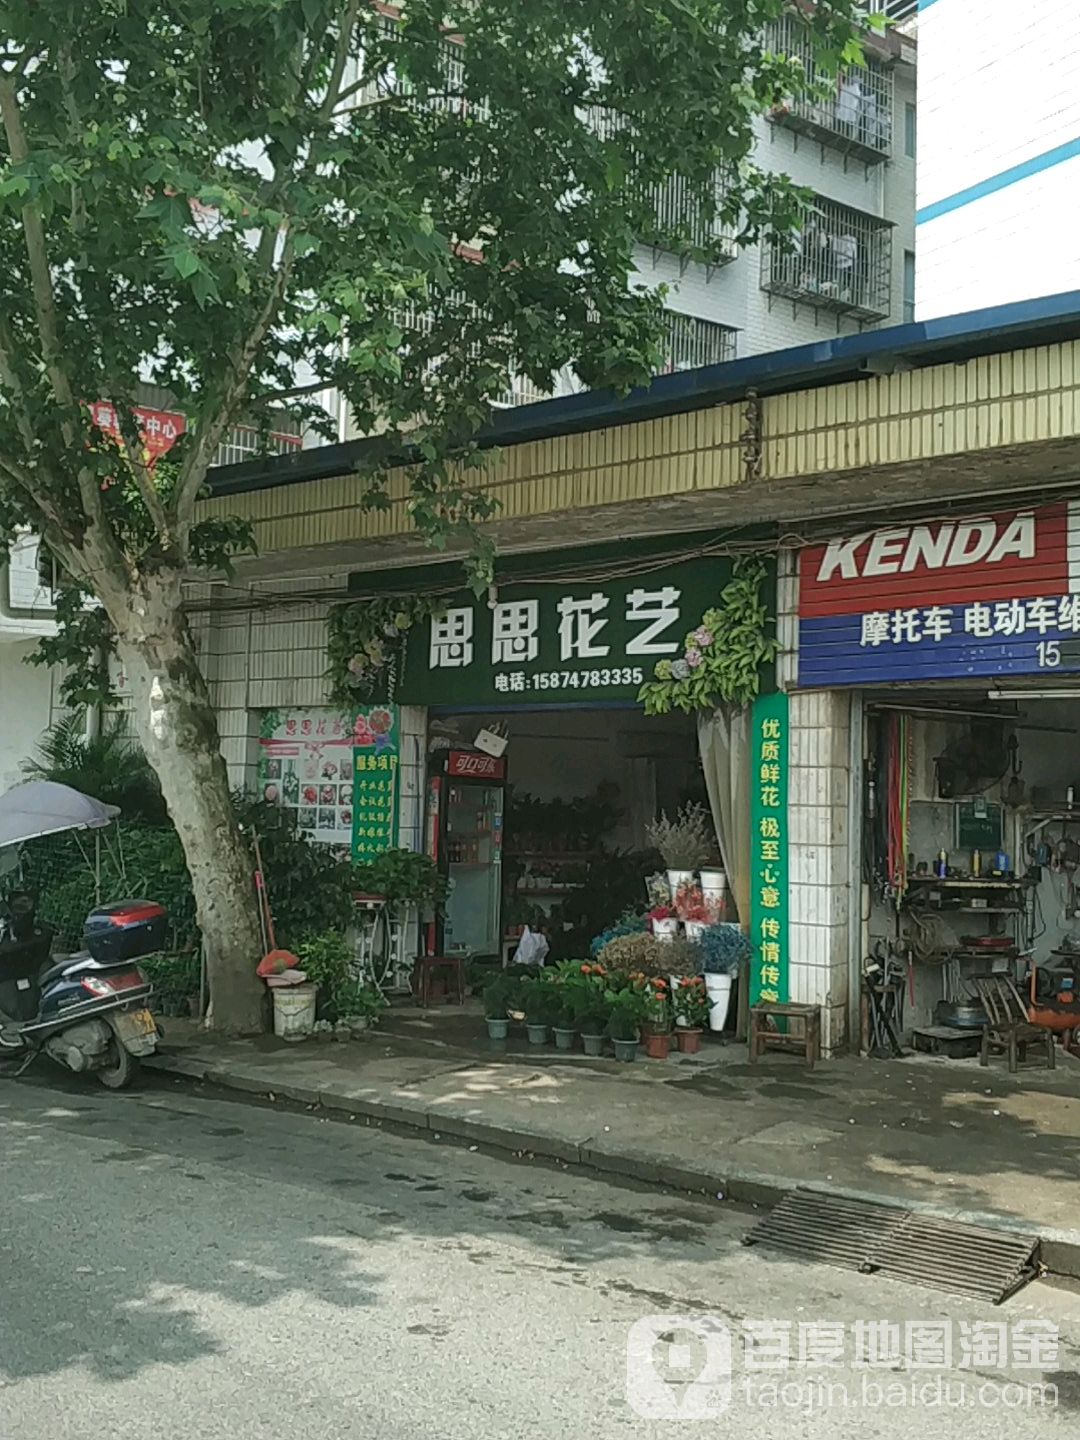 中心
思思花艺
电话:15874783335
KENDA
摩托车 电动车维
15
思思花
服务项目
可口可乐
优质鲜花 极至心意 传情传
百度地图淘金
taojin.baidu.com